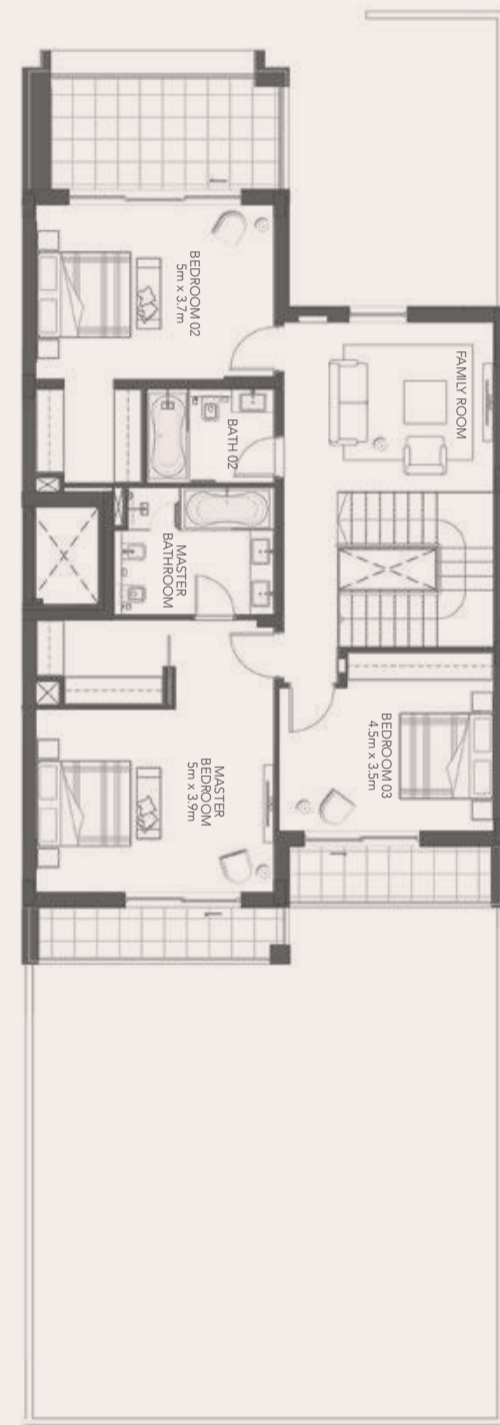 BEDROOM 02
5m x 3.7m
FAMILY ROOM
BATH 02
MASTER
BATHROOM
BEDROOM 03
4.5m x 3.5m
MASTER
BEDROOM
5m x 3.9m